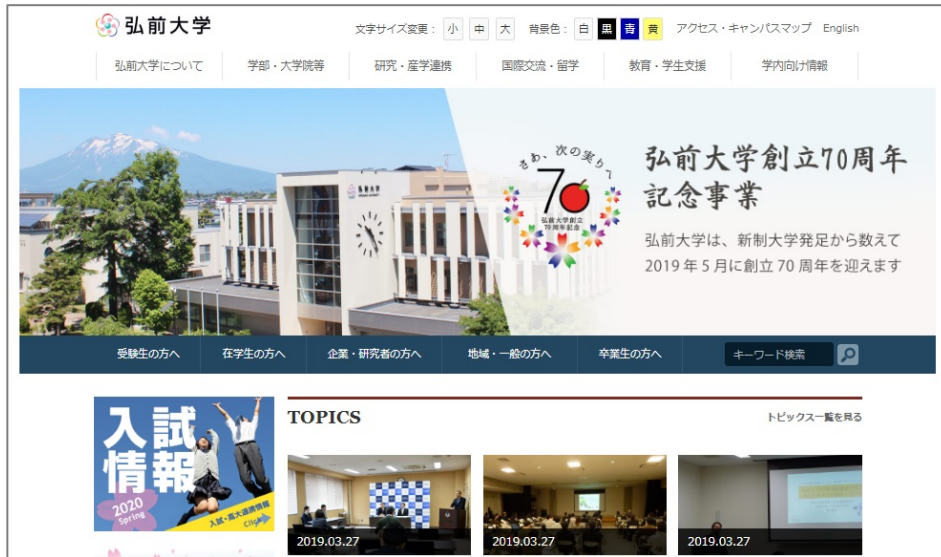 弘前大学
文字サイズ変更： 小 中 大 背景色： 白 黒 青 黄 アクセス・キャンパスマップ English
弘前大学について 学部・大学院等 研究・産学連携 国際交流・留学 教育・学生支援 学内向け情報
弘前大学
さあ、次の実りへ
70
弘前大学創立
70周年記念
弘前大学創立70周年
記念事業
弘前大学は、新制大学発足から数えて
2019年5月に創立70周年を迎えます
受験生の方へ 在学生の方へ 企業・研究者の方へ 地域・一般の方へ 卒業生の方へ キーワード検索
入試
情報
2020
Spring
入試・高大連携情報
Click
TOPICS トピックス一覧を見る
2019.03.27 2019.03.27 2019.03.27